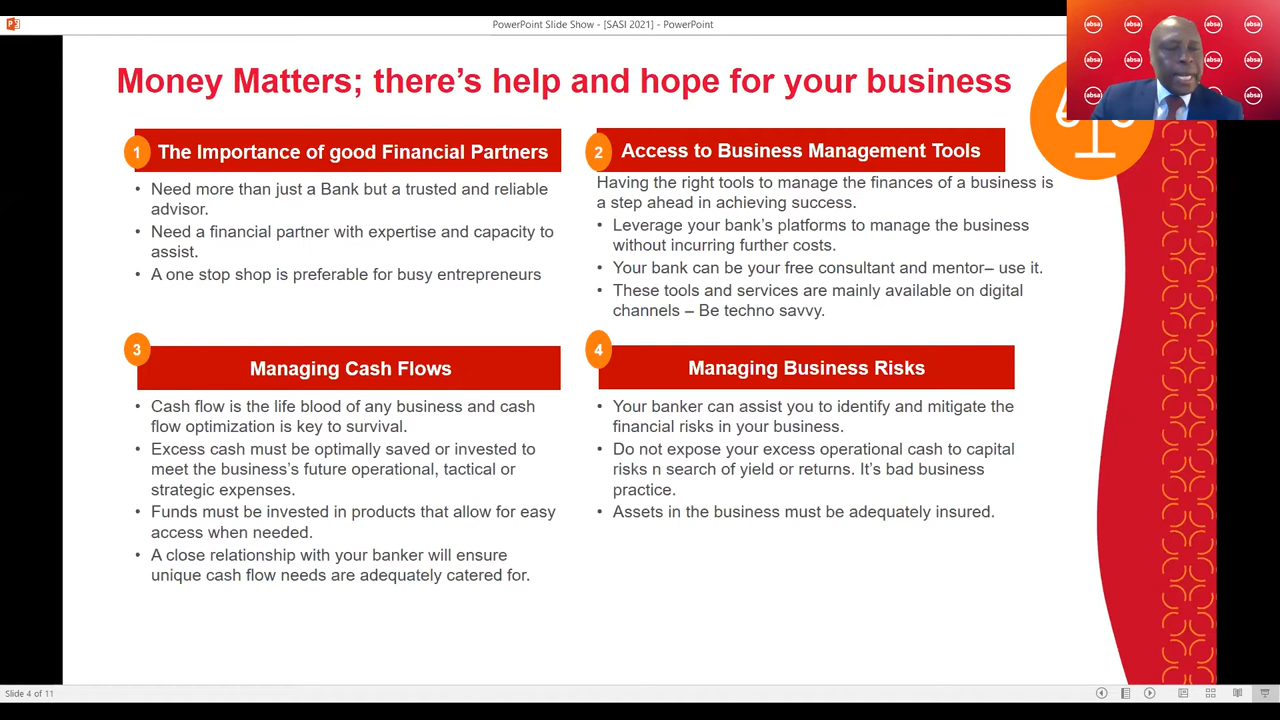 PowerPoint Slide Show - [SASI 2021] - PowerPoint
absa absa absa absa
absa absa
absa absa
Money Matters; there's help and hope for your business
1 The Importance of good Financial Partners
• Need more than just a Bank but a trusted and reliable
advisor.
• Need a financial partner with expertise and capacity to
assist.
• A one stop shop is preferable for busy entrepreneurs
2 Access to Business Management Tools
Having the right tools to manage the finances of a business is
a step ahead in achieving success.
• Leverage your bank's platforms to manage the business
without incurring further costs.
• Your bank can be your free consultant and mentor– use it.
• These tools and services are mainly available on digital
channels – Be techno savvy.
3
Managing Cash Flows
• Cash flow is the life blood of any business and cash
flow optimization is key to survival.
• Excess cash must be optimally saved or invested to
meet the business's future operational, tactical or
strategic expenses.
• Funds must be invested in products that allow for easy
access when needed.
• A close relationship with your banker will ensure
unique cash flow needs are adequately catered for.
4
Managing Business Risks
• Your banker can assist you to identify and mitigate the
financial risks in your business.
• Do not expose your excess operational cash to capital
risks n search of yield or returns. It's bad business
practice.
• Assets in the business must be adequately insured.
Slide 4 of 11